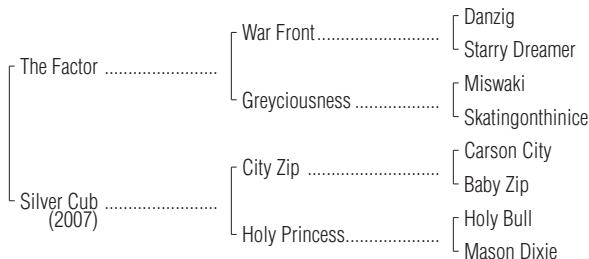 Danzig
War Front..................
Starry Dreamer
The Factor ........................
Miswaki
Greyciousness ..................
Skatingonthinice
Carson City
City Zip ............................
Baby Zip
Silver Cub ........................
(2007)
Holy Bull
Holy Princess...................
Mason Dixie